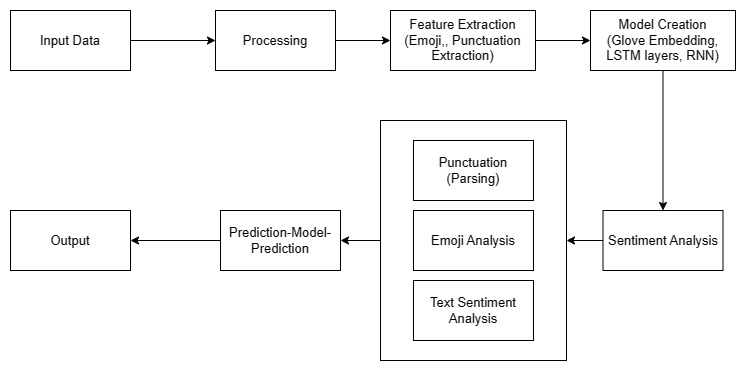 Input Data
Processing
Feature Extraction
(Emoji,, Punctuation
Extraction)
Model Creation
(Glove Embedding,
LSTM layers, RNN)
Sentiment Analysis
Punctuation
(Parsing)
Emoji Analysis
Text Sentiment
Analysis
Prediction-Model-
Prediction
Output